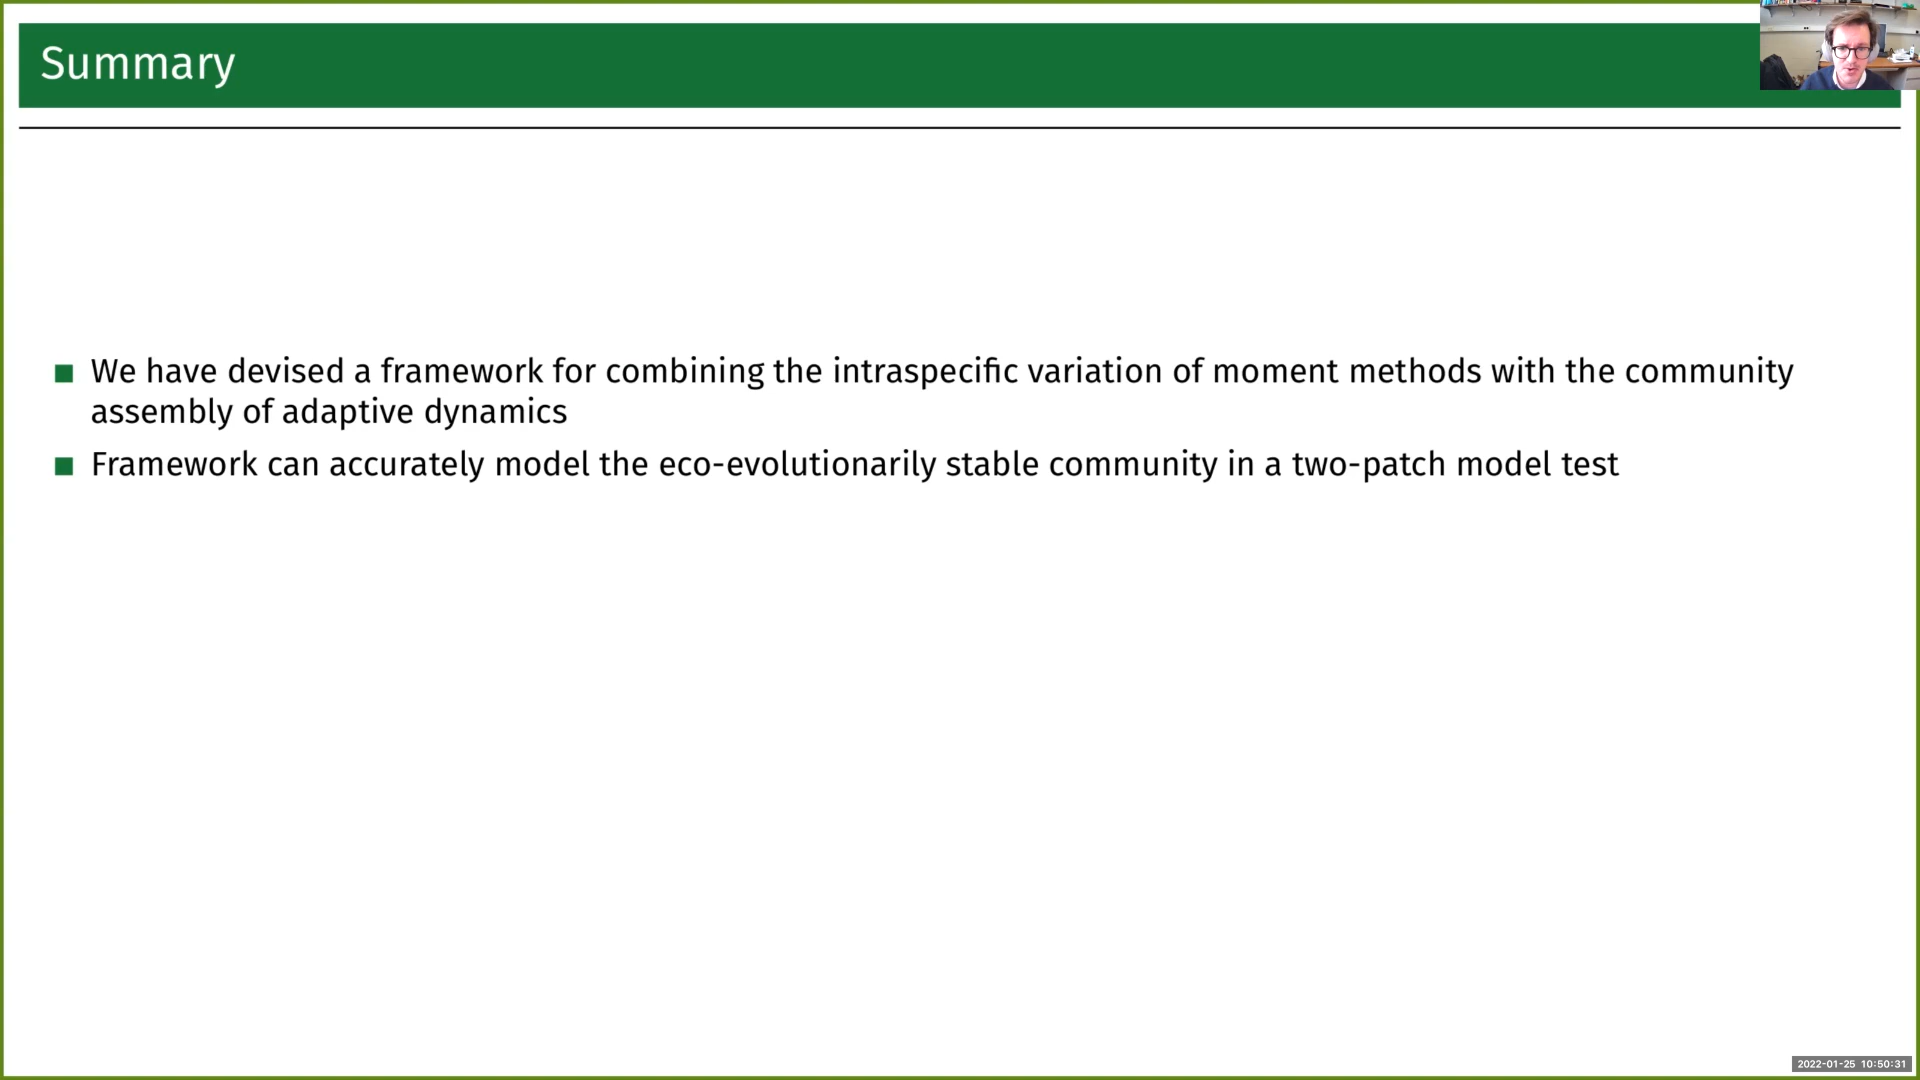 Summary
We have devised a framework for combining the intraspecific variation of moment methods with the community
assembly of adaptive dynamics
Framework can accurately model the eco-evolutionarily stable community in a two-patch model test
2022-01-25 10:50:31